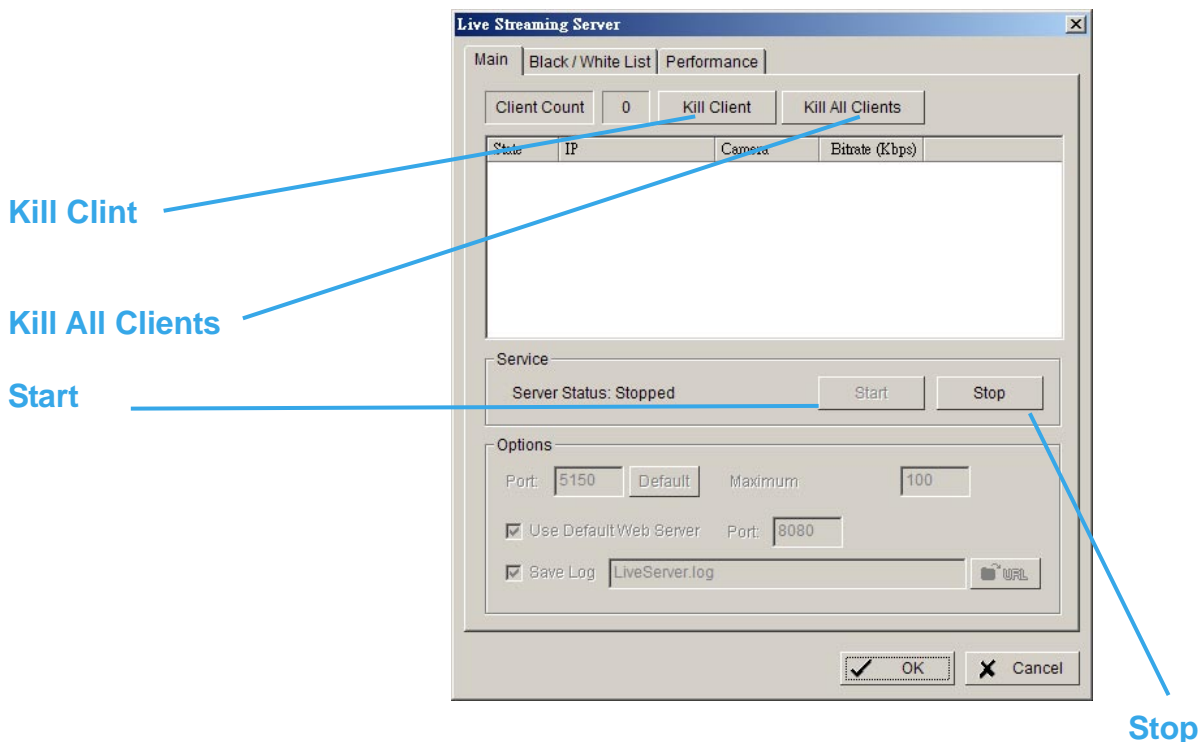 Live Streaming Server
Main Black / White List Performance
Client Count 0 Kill Client Kill All Clients
State IP Camera Bitrate (Kbps)
Kill Clint
Kill All Clients
Service
Start
Server Status: Stopped Start Stop
Options
Port: 5150 Default Maximum 100
Use Default Web Server Port: 8080
Save Log LiveServer.log URL
OK Cancel
Stop